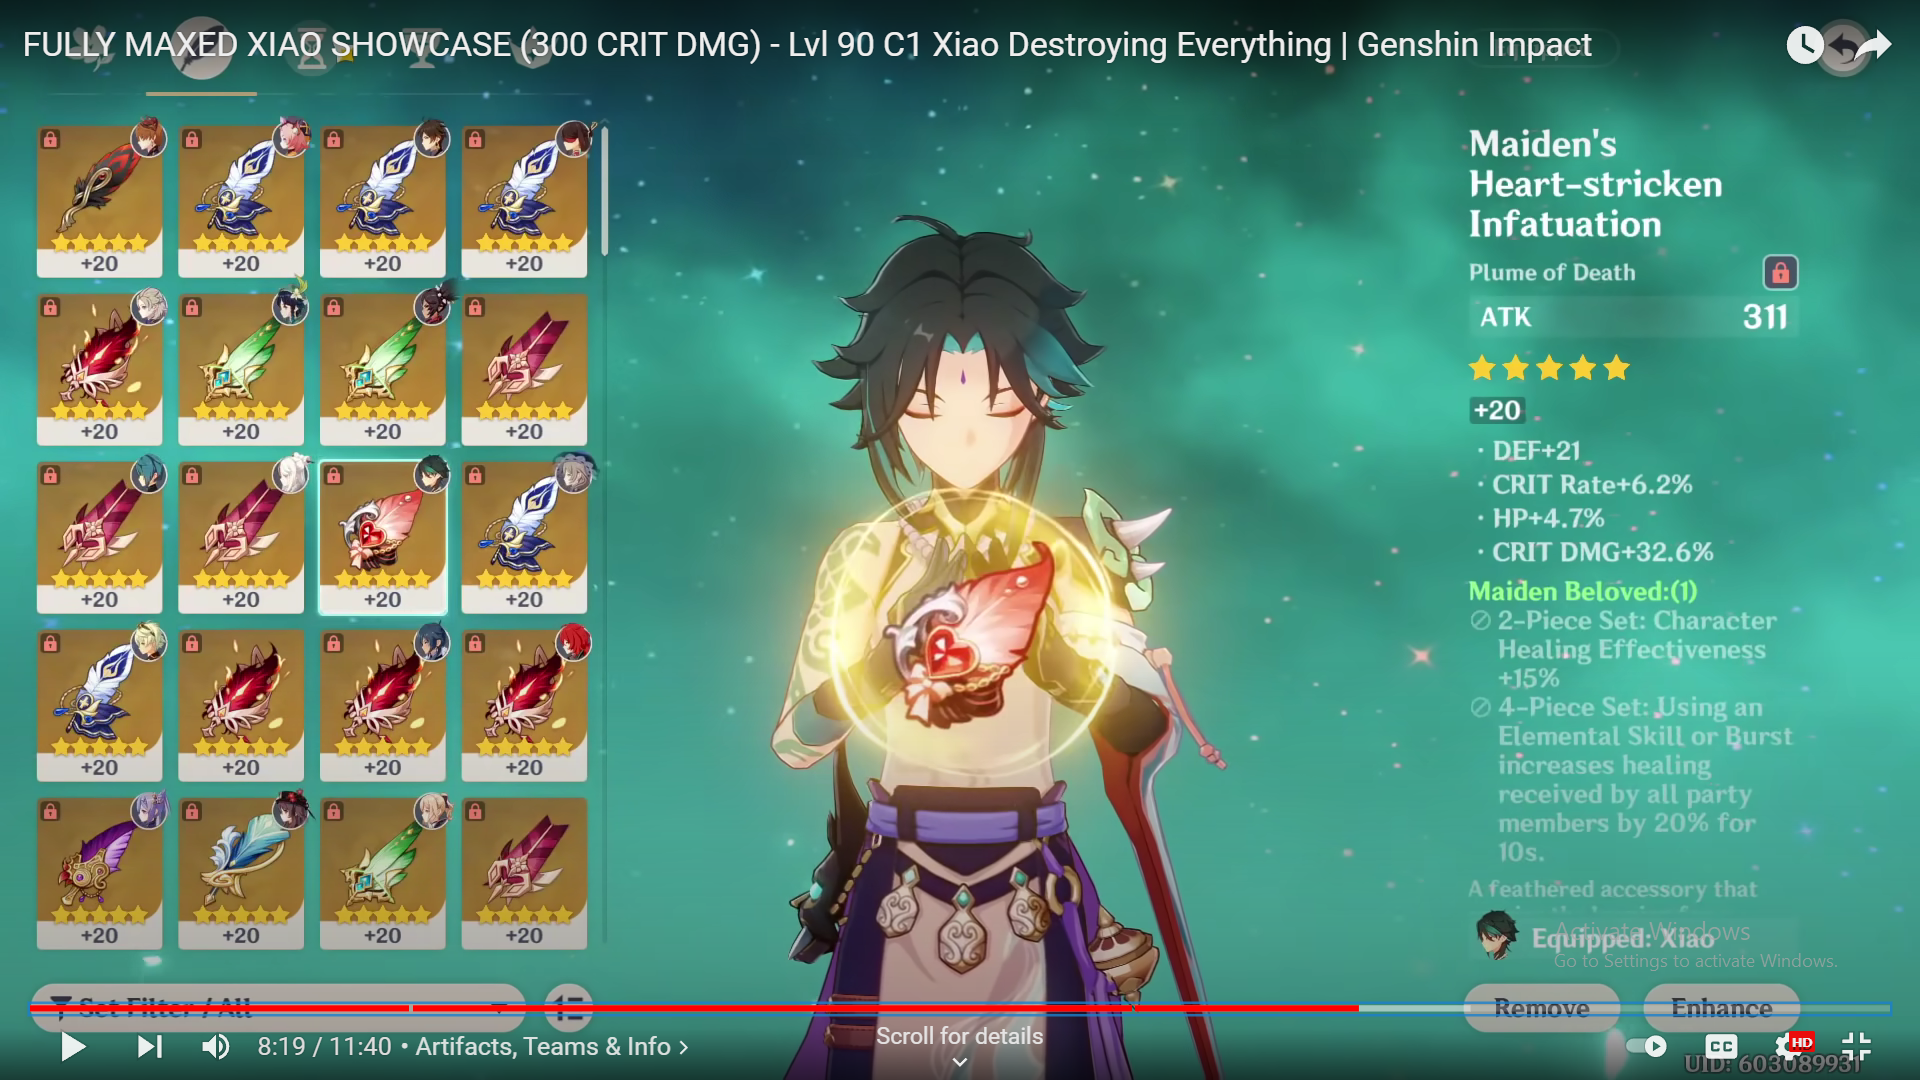 FULLY MAXED XIAO SHOWCASE (300 CRIT DMG) - Lvl 90 C1 Xiao Destroying Everything | Genshin Impact
+20 +20 +20 +20
+20 +20 +20 +20
+20 +20 +20 +20
+20 +20 +20 +20
+20 +20 +20 +20
Maiden's
Heart-stricken
Infatuation
Plume of Death
ATK 311
+20
· DEF+21
· CRIT Rate+6.2%
· HP+4.7%
· CRIT DMG+32.6%
Maiden Beloved:(1)
2-Piece Set: Character
Healing Effectiveness
+15%
4-Piece Set: Using an
Elemental Skill or Burst
increases healing
received by all party
members by 20% for
10s.
A feathered accessory that
Equipped: Xiao
Activate Windows
Go to Settings to activate Windows.
Set Filter / All
Remove Enhance
Scroll for details
8:19 / 11:40 • Artifacts, Teams & Info
CC
HD
UID: 603089931